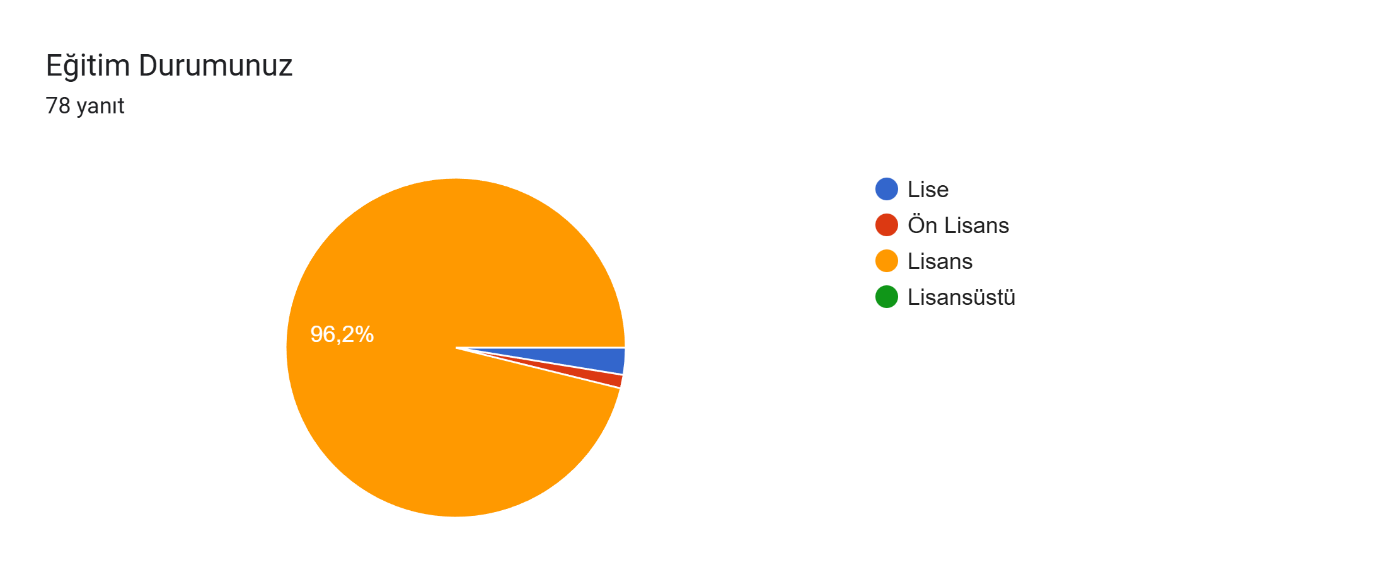 Eğitim Durumunuz
78 yanıt
Lise
Ön Lisans
Lisans
Lisansüstü
96,2%